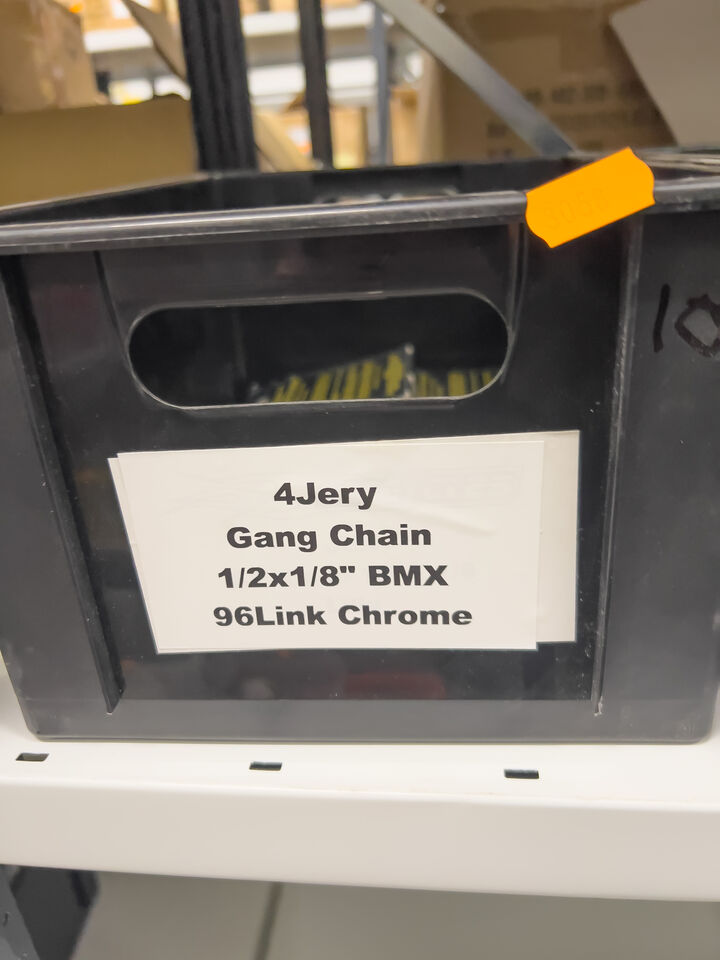 4Jery
Gang Chain
1/2x1/8" BMX
96Link Chrome